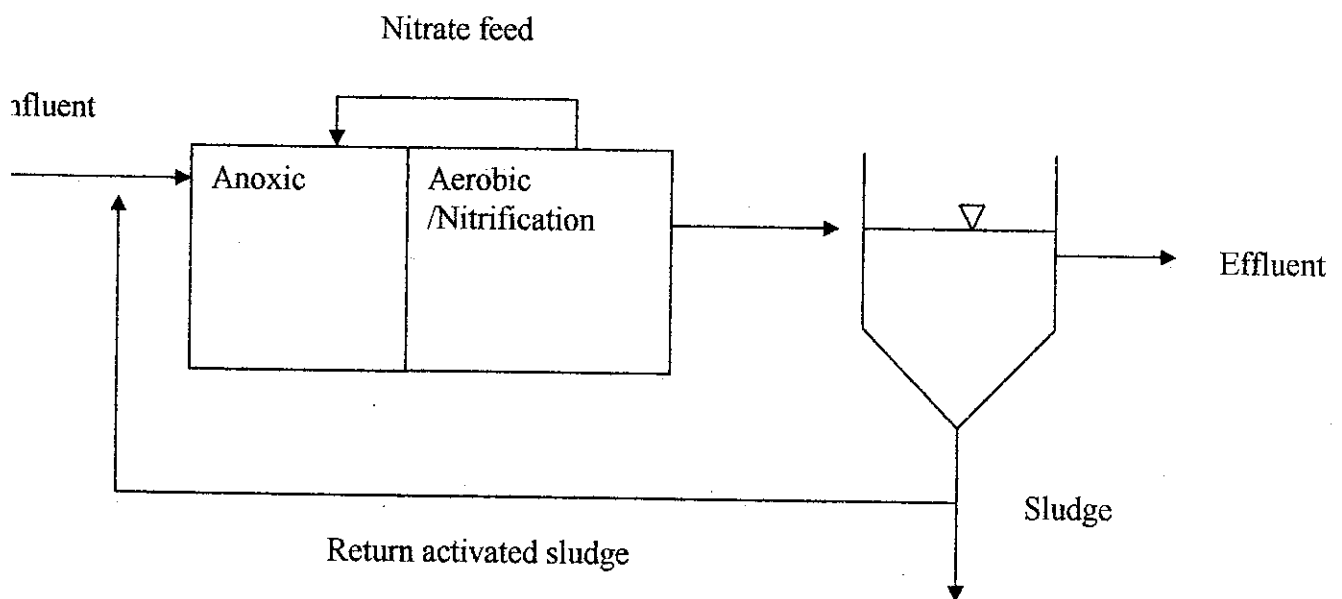 Nitrate feed
nfluent
Anoxic
Aerobic
/Nitrification
Effluent
Sludge
Return activated sludge